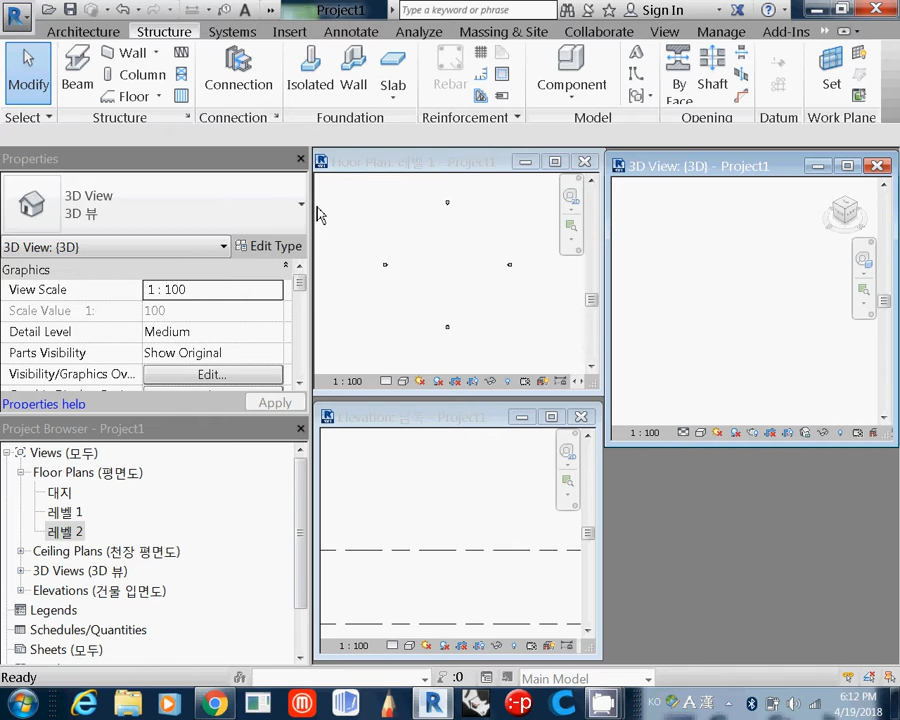 Project1
Type a keyword or phrase
Sign In
Architecture Structure Systems Insert Annotate Analyze Massing & Site Collaborate View Manage Add-Ins
Modify
Beam
Wall
Column
Floor
Connection
Isolated
Wall
Slab
Rebar
Component
By
Face
Shaft
Set
Select
Structure
Connection
Foundation
Reinforcement
Model
Opening
Datum
Work Plane
Properties
3D View
3D 뷰
3D View: {3D}
Edit Type
Graphics
View Scale 1 : 100
Scale Value 1: 100
Detail Level Medium
Parts Visibility Show Original
Visibility/Graphics Ov... Edit...
Properties help
Apply
Project Browser - Project1
Views (모두)
Floor Plans (평면도)
대지
레벨 1
레벨 2
Ceiling Plans (천장 평면도)
3D Views (3D 뷰)
Elevations (건물 입면도)
Legends
Schedules/Quantities
Sheets (모두)
Floor Plan: 레벨 1 - Project1
1 : 100
3D View: {3D} - Project1
1 : 100
Elevation: 남쪽 - Project1
1 : 100
Ready
:0
Main Model
KO
A 漢
6:12 PM
4/19/2018